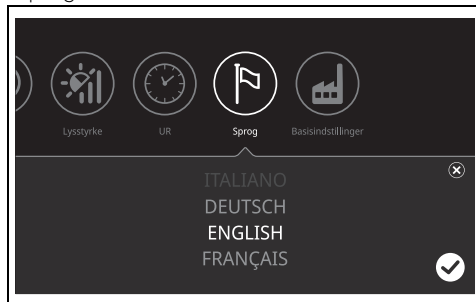 Lysstyrke UR Sprog Basisindstillinger
ITALIANO
DEUTSCH
ENGLISH
FRANÇAIS